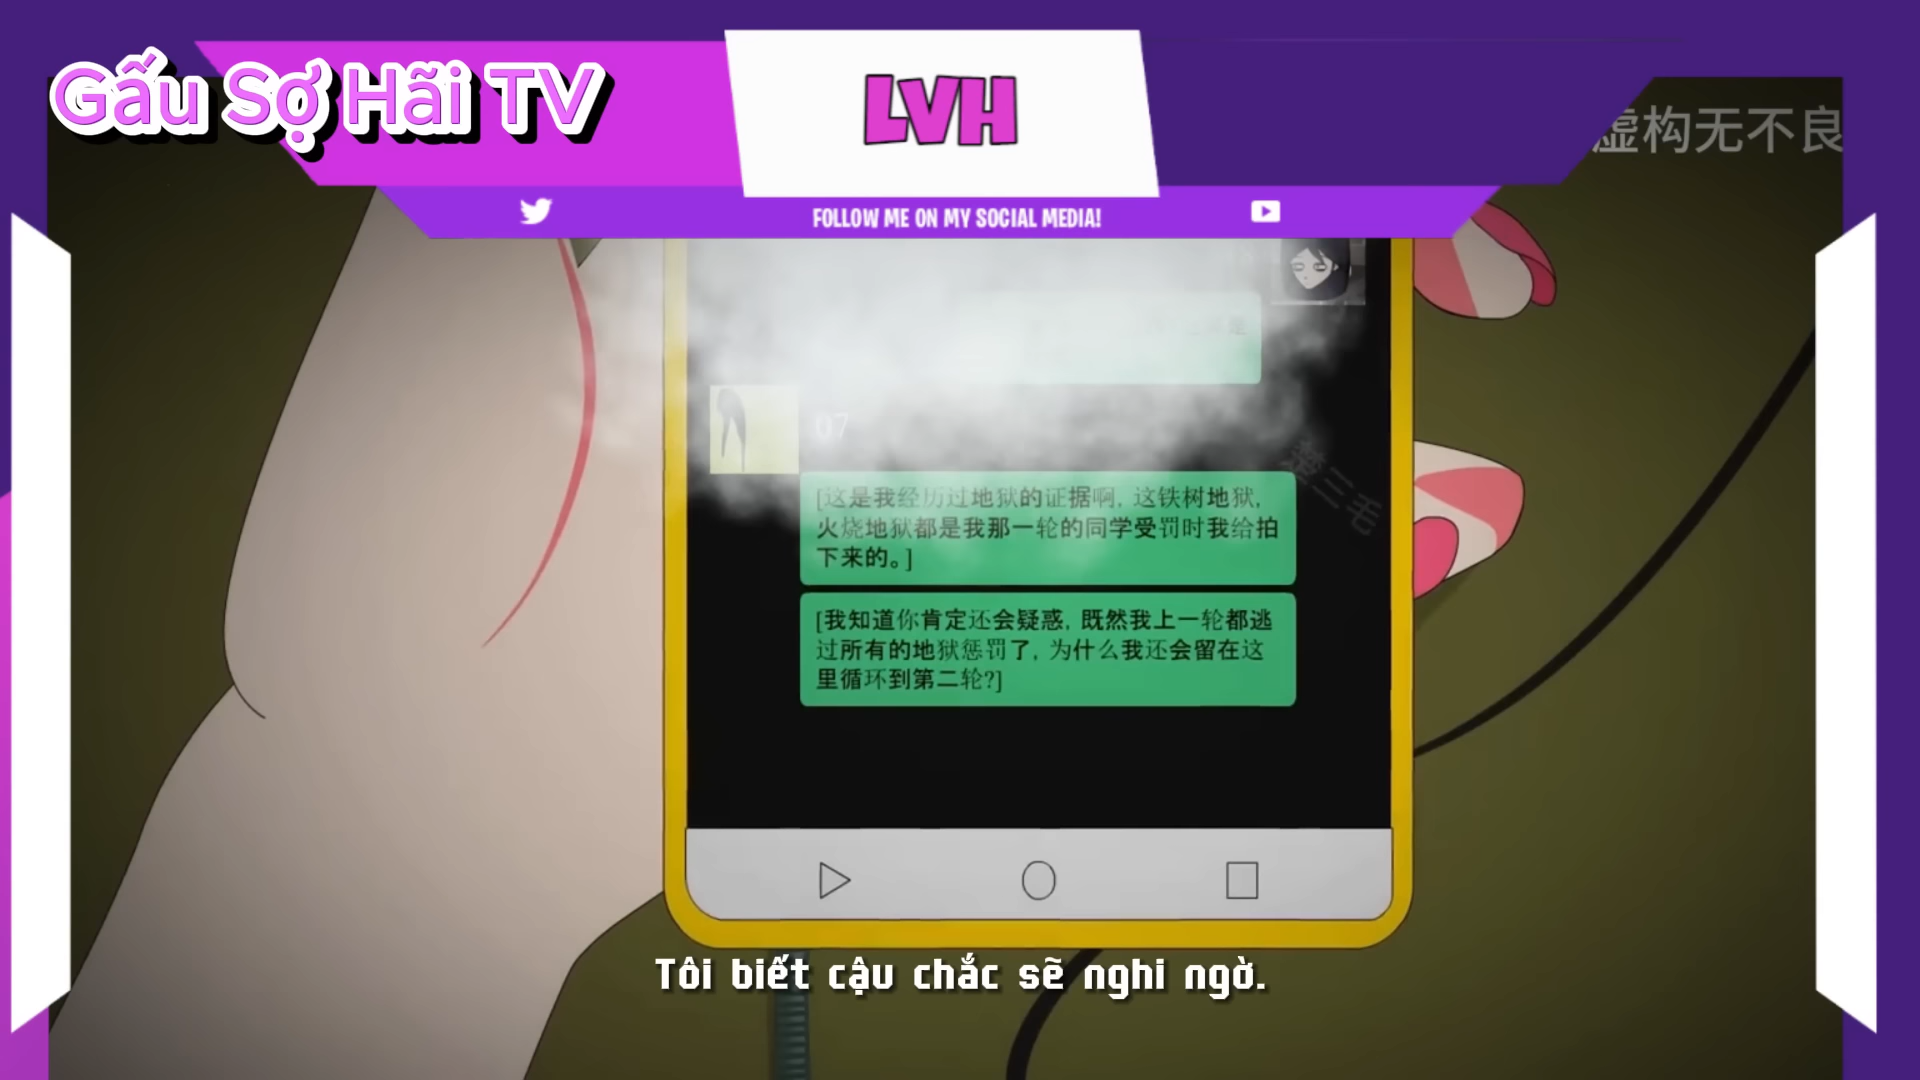 Gấu Sợ Hãi TV
LVH
虚构无不良
FOLLOW ME ON MY SOCIAL MEDIA!
07
[这是我经历过地狱的证据啊, 这铁树地狱,
火烧地狱都是我那一轮的同学受罚时我给拍
下来的。]
楚三毛
[我知道你肯定还会疑惑, 既然我上一轮都逃
过所有的地狱惩罚了, 为什么我还会留在这
里循环到第二轮?]
Tôi biết cậu chắc sẽ nghi ngờ.